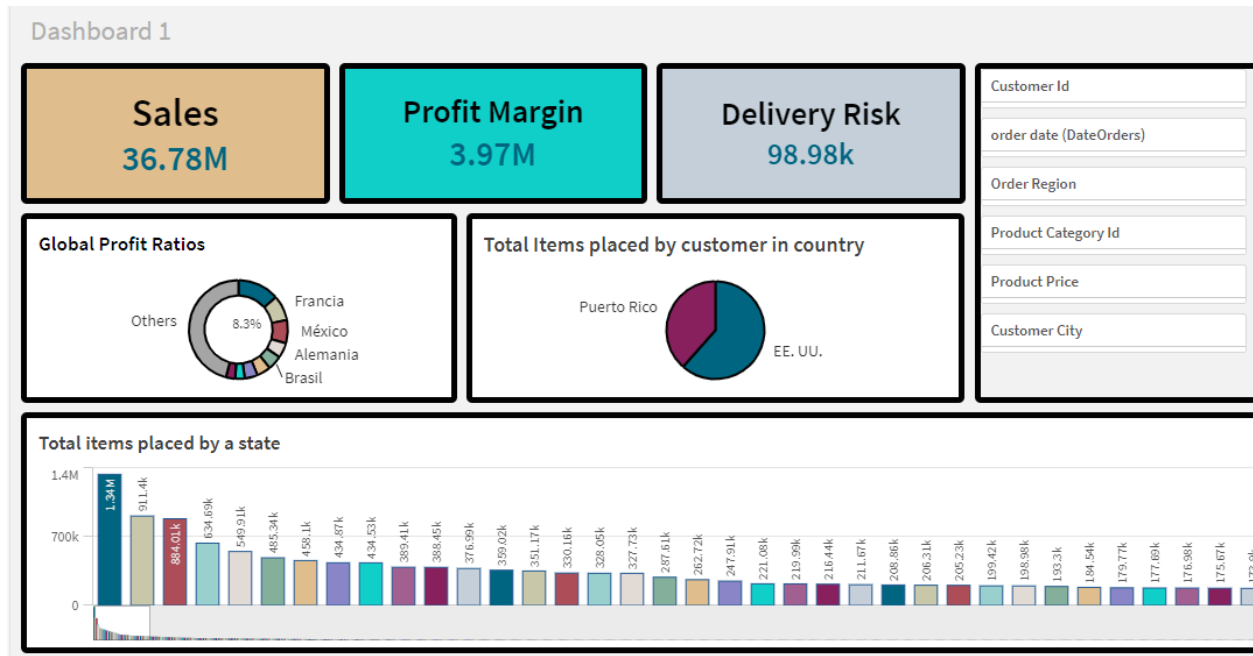 Dashboard 1
Sales
36.78M
Profit Margin
3.97M
Delivery Risk
98.98k
Customer Id
order date (DateOrders)
Order Region
Product Category Id
Product Price
Customer City
Global Profit Ratios
Others
8.3%
Francia
México
Alemania
Brasil
Total Items placed by customer in country
Puerto Rico
EE. UU.
Total items placed by a state
1.4M
700k
0
1.34M
911.4k
884.01k
634.69k
549.91k
485.34k
458.1k
434.87k
434.53k
389.41k
388.45k
376.99k
359.02k
351.17k
330.16k
328.05k
327.73k
287.61k
262.72k
247.91k
221.08k
219.99k
216.44k
211.67k
208.86k
206.31k
205.23k
199.42k
198.98k
193.3k
184.54k
179.77k
177.69k
176.98k
175.67k